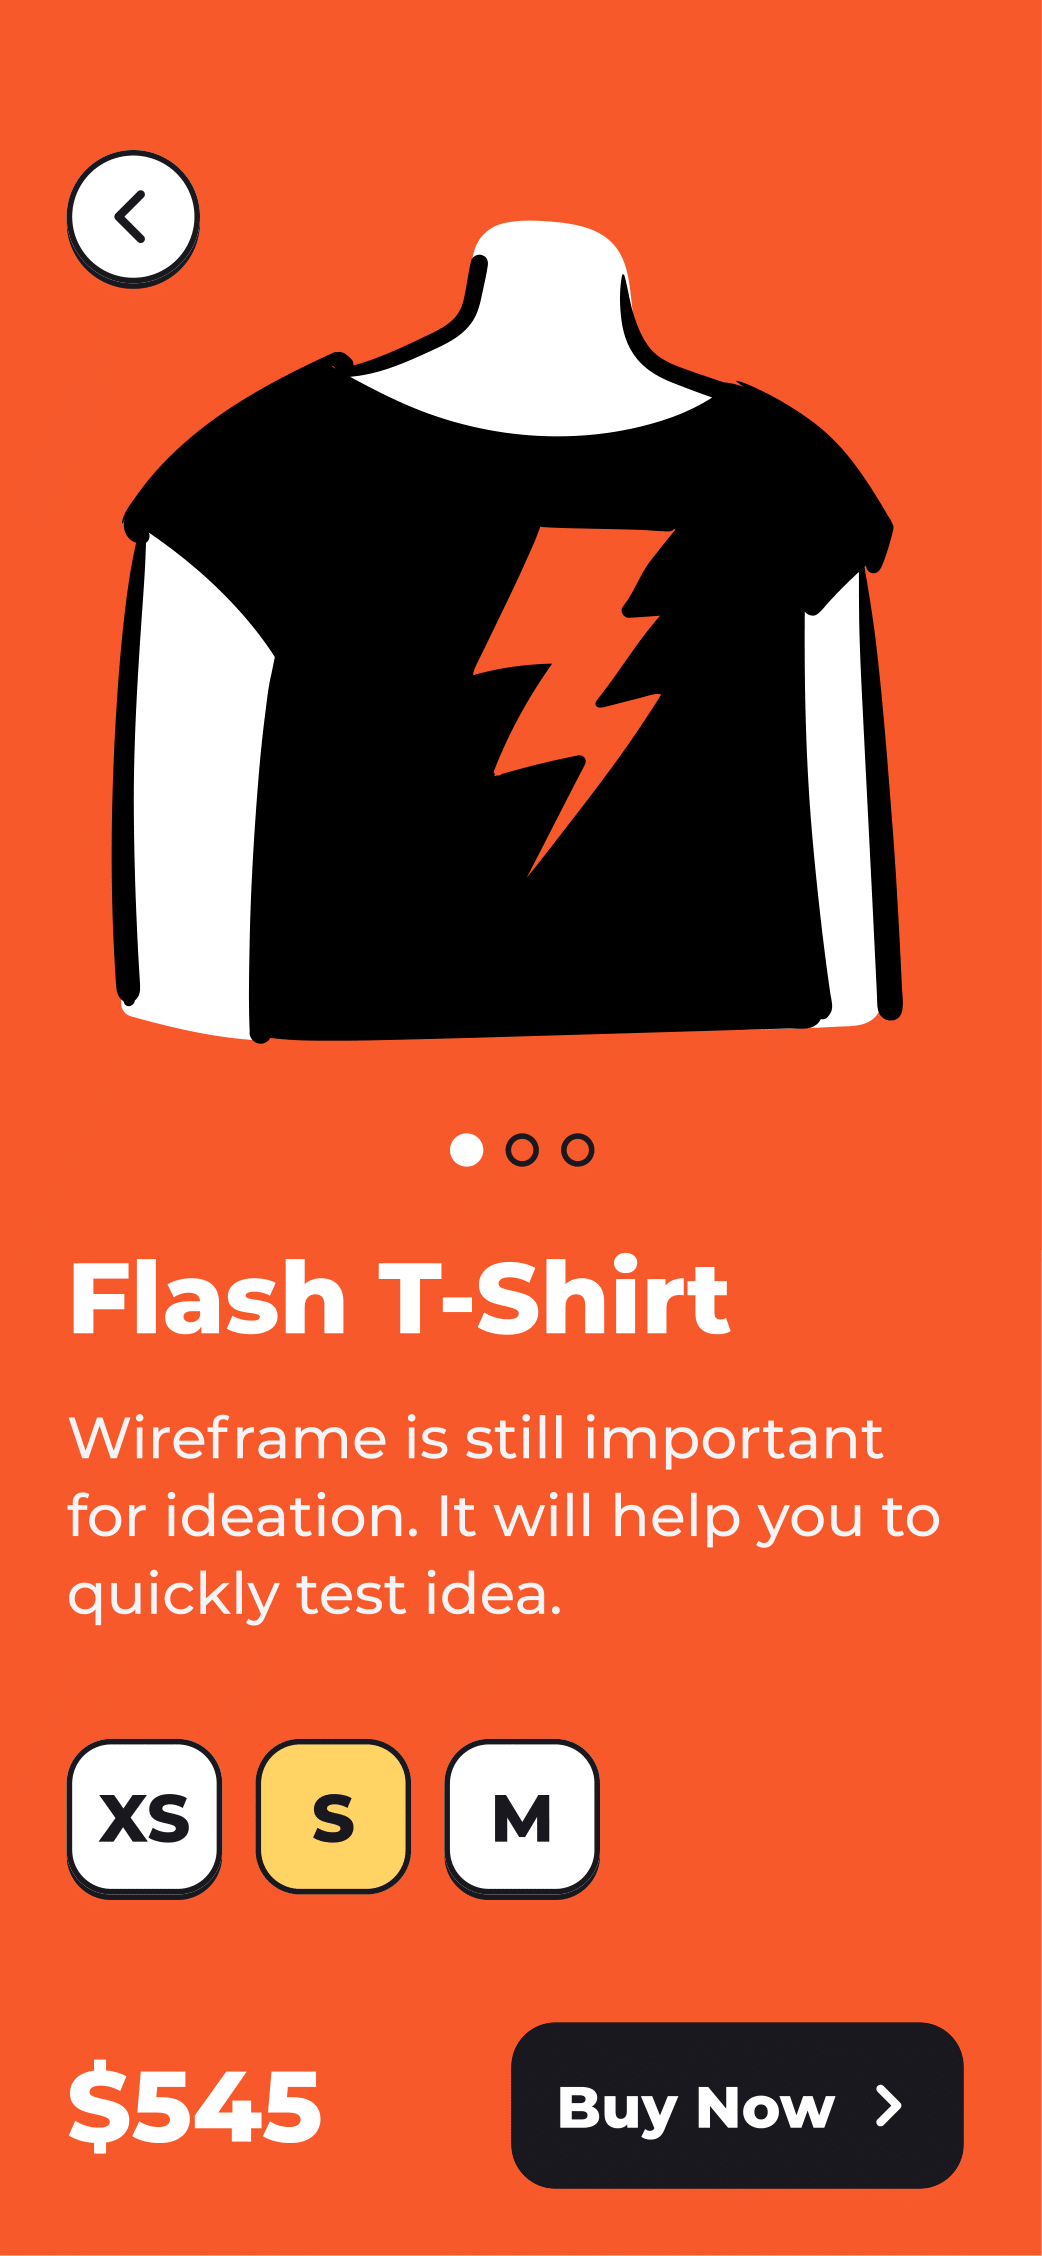 Flash T-Shirt
Wireframe is still important
for ideation. It will help you to
quickly test idea.
XS S M
$545 Buy Now